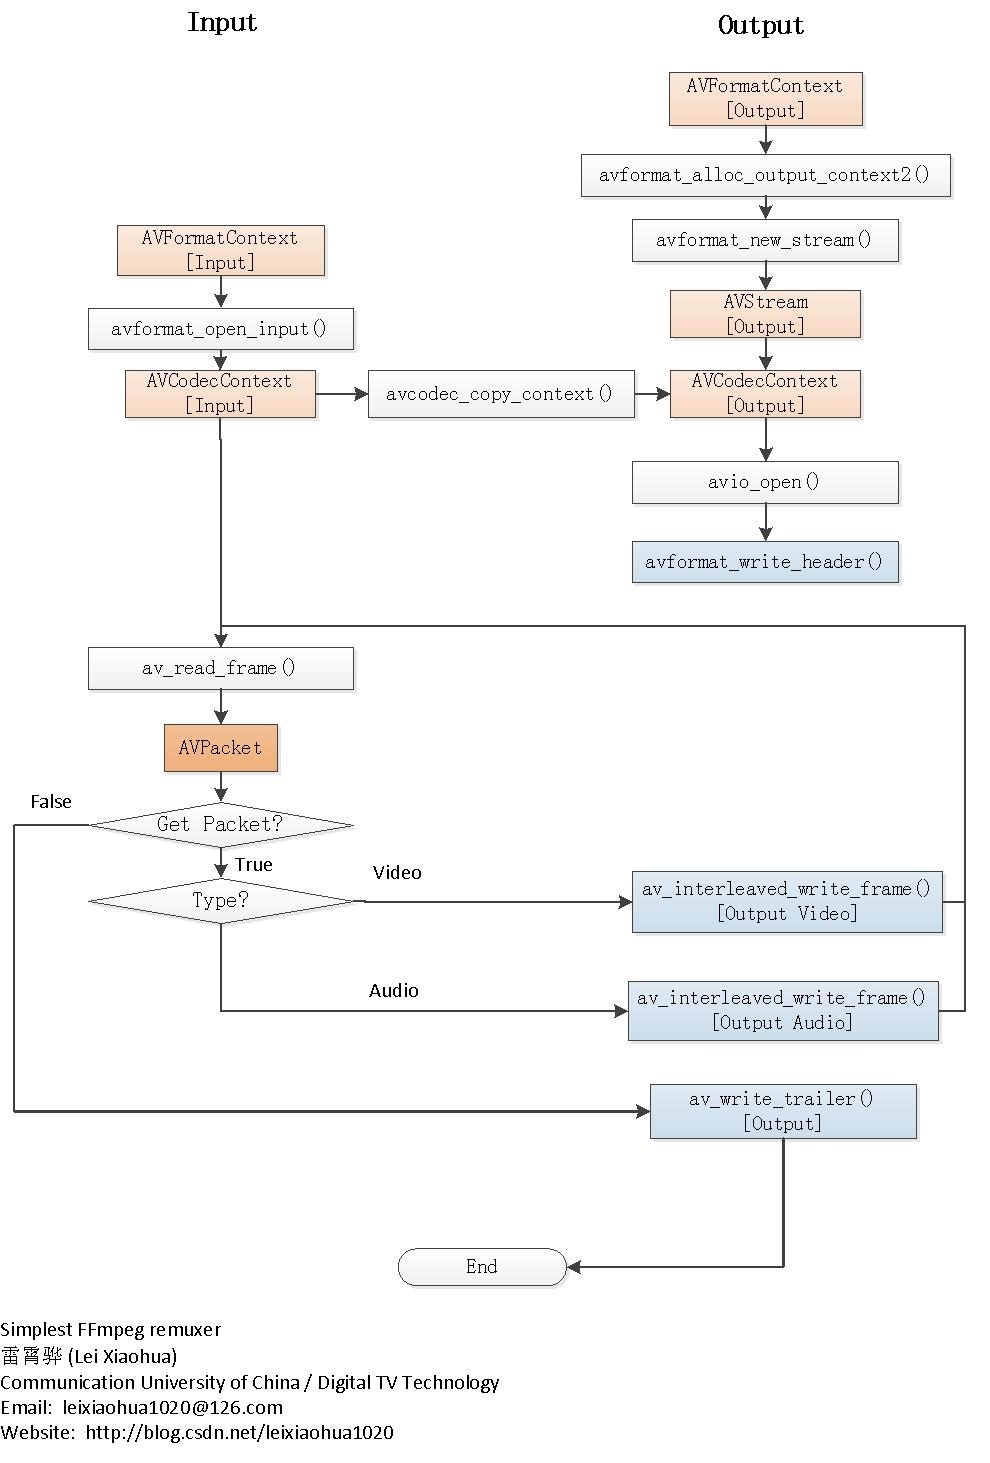 Input
Output
AVFormatContext
[Output]
avformat_alloc_output_context2()
avformat_new_stream()
AVFormatContext
[Input]
AVStream
[Output]
avformat_open_input()
AVCodecContext
[Input]
avcodec_copy_context()
AVCodecContext
[Output]
avio_open()
avformat_write_header()
av_read_frame()
AVPacket
False
Get Packet?
True
Video
Type?
av_interleaved_write_frame()
[Output Video]
Audio
av_interleaved_write_frame()
[Output Audio]
av_write_trailer()
[Output]
End
Simplest FFmpeg remuxer
雷霄骅 (Lei Xiaohua)
Communication University of China / Digital TV Technology
Email: leixiaohua1020@126.com
Website: http://blog.csdn.net/leixiaohua1020